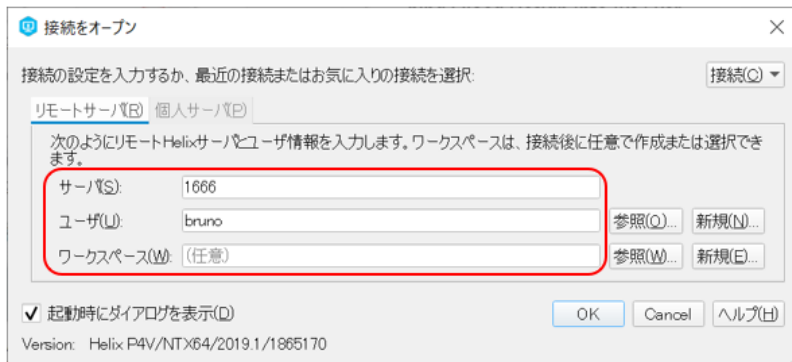 接続をオープン
接続の設定を入力するか、最近の接続またはお気に入りの接続を選択: 接続(C)
リモートサーバ(R) 個人サーバ(P)
次のようにリモートHelixサーバとユーザ情報を入力します。ワークスペースは、接続後に任意で作成または選択でき
ます。
サーバ(S): 1666
ユーザ(U): bruno 参照(O)... 新規(N)...
ワークスペース(W): (任意) 参照(W)... 新規(E)...
起動時にダイアログを表示(D) OK Cancel ヘルプ(H)
Version: Helix P4V/NTX64/2019.1/1865170